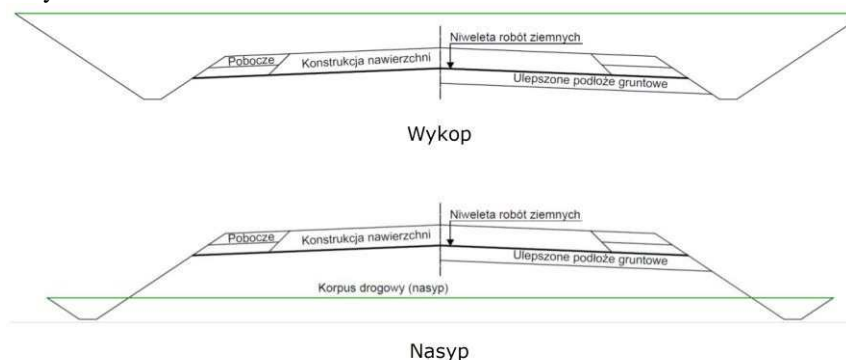 Niweleta robót ziemnych
Pobocze
Konstrukcja nawierzchni
Ulepszone podłoże gruntowe
Wykop
Niweleta robót ziemnych
Pobocze
Konstrukcja nawierzchni
Ulepszone podłoże gruntowe
Korpus drogowy (nasyp)
Nasyp